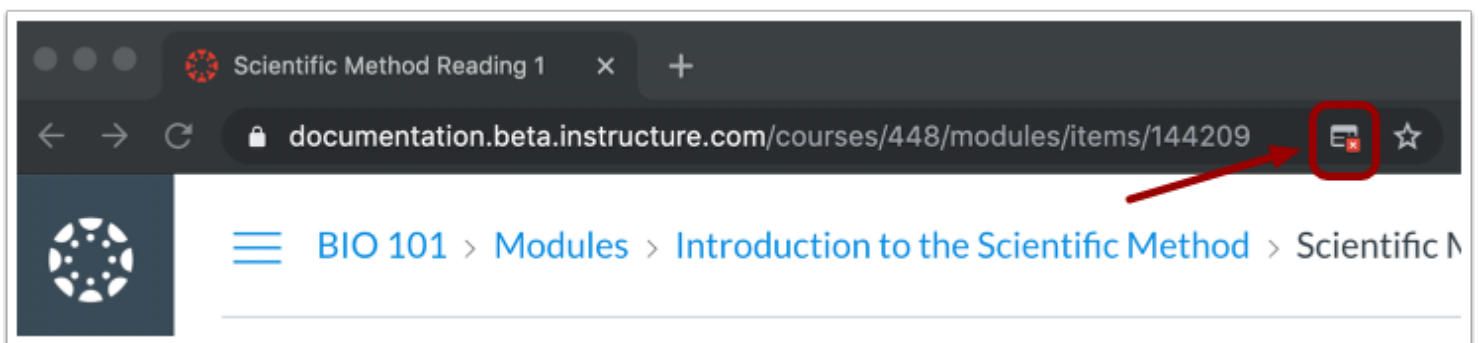 Scientific Method Reading 1
documentation.beta.instructure.com/courses/448/modules/items/144209
BIO 101 > Modules > Introduction to the Scientific Method > Scientific